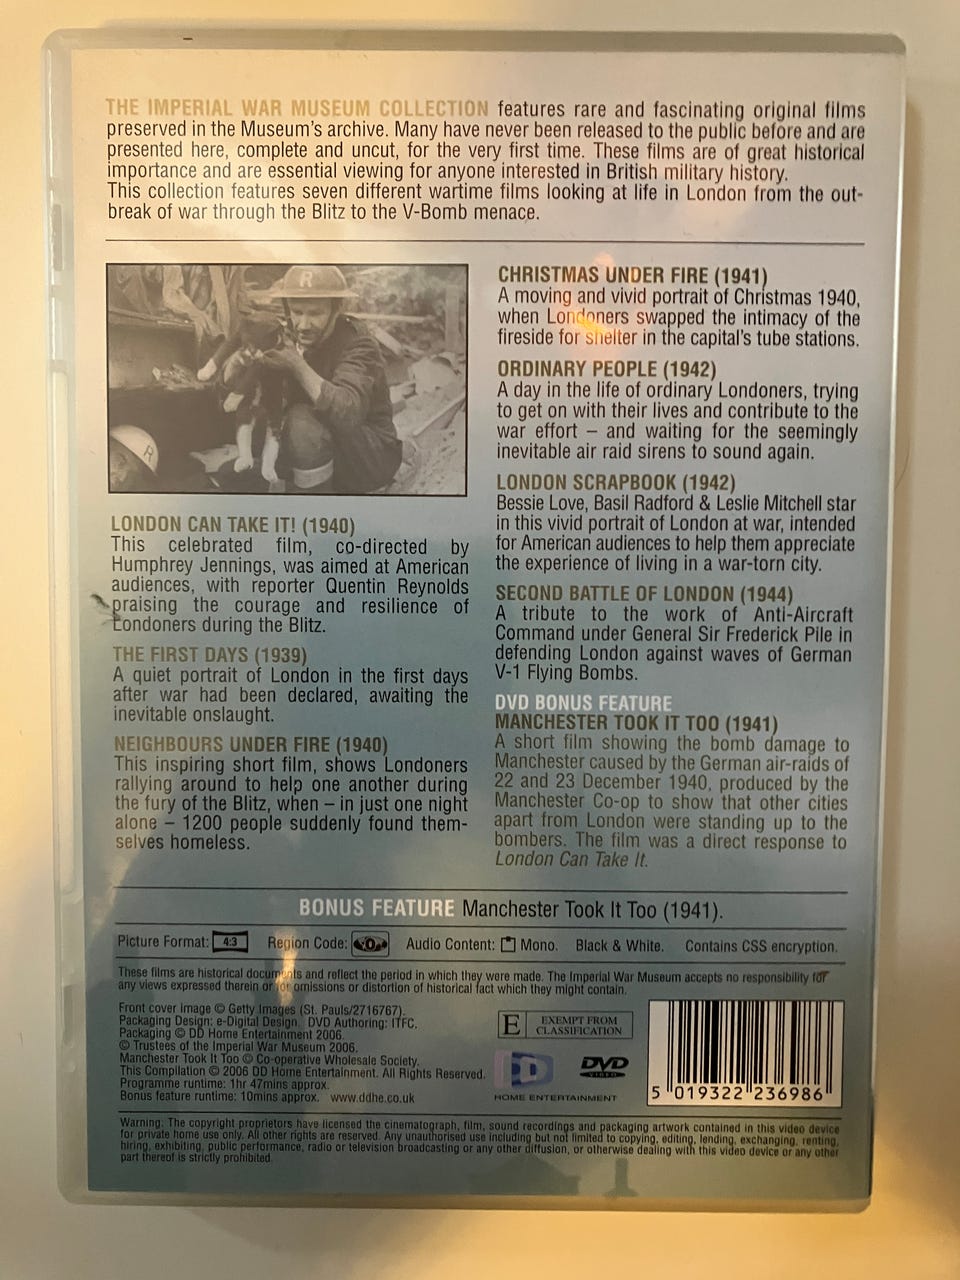 THE IMPERIAL WAR MUSEUM COLLECTION features rare and fascinating original films
preserved in the Museum's archive. Many have never been released to the public before and are
presented here, complete and uncut, for the very first time. These films are of great historical
importance and are essential viewing for anyone interested in British military history.
This collection features seven different wartime films looking at life in London from the out-
break of war through the Blitz to the V-Bomb menace.
R
R
LONDON CAN TAKE IT! (1940)
This celebrated film, co-directed by
Humphrey Jennings, was aimed at American
audiences, with reporter Quentin Reynolds
praising the courage and resilience of
Londoners during the Blitz.
THE FIRST DAYS (1939)
A quiet portrait of London in the first days
after war had been declared, awaiting the
inevitable onslaught.
NEIGHBOURS UNDER FIRE (1940)
This inspiring short film, shows Londoners
rallying around to help one another during
the fury of the Blitz, when – in just one night
alone – 1200 people suddenly found them-
selves homeless.
CHRISTMAS UNDER FIRE (1941)
A moving and vivid portrait of Christmas 1940,
when Londoners swapped the intimacy of the
fireside for shelter in the capital's tube stations.
ORDINARY PEOPLE (1942)
A day in the life of ordinary Londoners, trying
to get on with their lives and contribute to the
war effort – and waiting for the seemingly
inevitable air raid sirens to sound again.
LONDON SCRAPBOOK (1942)
Bessie Love, Basil Radford & Leslie Mitchell star
in this vivid portrait of London at war, intended
for American audiences to help them appreciate
the experience of living in a war-torn city.
SECOND BATTLE OF LONDON (1944)
A tribute to the work of Anti-Aircraft
Command under General Sir Frederick Pile in
defending London against waves of German
V-1 Flying Bombs.
DVD BONUS FEATURE
MANCHESTER TOOK IT TOO (1941)
A short film showing the bomb damage to
Manchester caused by the German air-raids of
22 and 23 December 1940, produced by the
Manchester Co-op to show that other cities
apart from London were standing up to the
bombers. The film was a direct response to
London Can Take It.
BONUS FEATURE Manchester Took It Too (1941).
Picture Format: 4:3 Region Code: 0 Audio Content: Mono. Black & White. Contains CSS encryption.
These films are historical documents and reflect the period in which they were made. The Imperial War Museum accepts no responsibility for
any views expressed therein or for omissions or distortion of historical fact which they might contain.
Front cover image © Getty Images (St. Pauls/2716767).
Packaging Design: e-Digital Design. DVD Authoring: ITFC.
Packaging © DD Home Entertainment 2006.
© Trustees of the Imperial War Museum 2006.
Manchester Took It Too © Co-operative Wholesale Society.
This Compilation © 2006 DD Home Entertainment. All Rights Reserved.
Programme runtime: 1hr 47mins approx.
Bonus feature runtime: 10mins approx. www.ddhe.co.uk
E EXEMPT FROM
CLASSIFICATION
DD
HOME ENTERTAINMENT
DVD
VIDEO
5 019322 236986
Warning: The copyright proprietors have licensed the cinematograph, film, sound recordings and packaging artwork contained in this video device
for private home use only. All other rights are reserved. Any unauthorised use including but not limited to copying, editing, lending, exchanging, renting,
hiring, exhibiting, public performance, radio or television broadcasting or any other diffusion, or otherwise dealing with this video device or any other
part thereof is strictly prohibited.